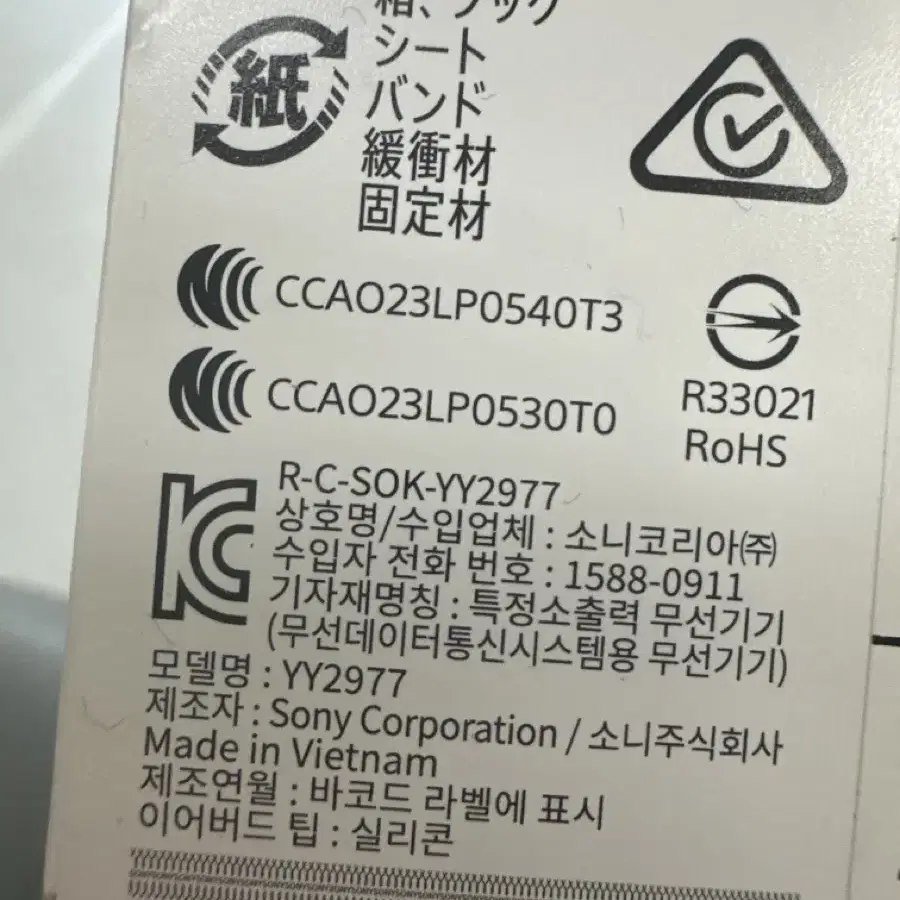 箱、フック
シート
バンド
緩衝材
固定材
紙
CCAO23LP0540T3
CCAO23LP0530T0
R33021
RoHS
R-C-SOK-YY2977
상호명/수입업체 : 소니코리아㈜
수입자 전화 번호 : 1588-0911
기자재명칭 : 특정소출력 무선기기
(무선데이터통신시스템용 무선기기)
모델명 : YY2977
제조자 : Sony Corporation / 소니주식회사
Made in Vietnam
제조연월 : 바코드 라벨에 표시
이어버드 팁 : 실리콘